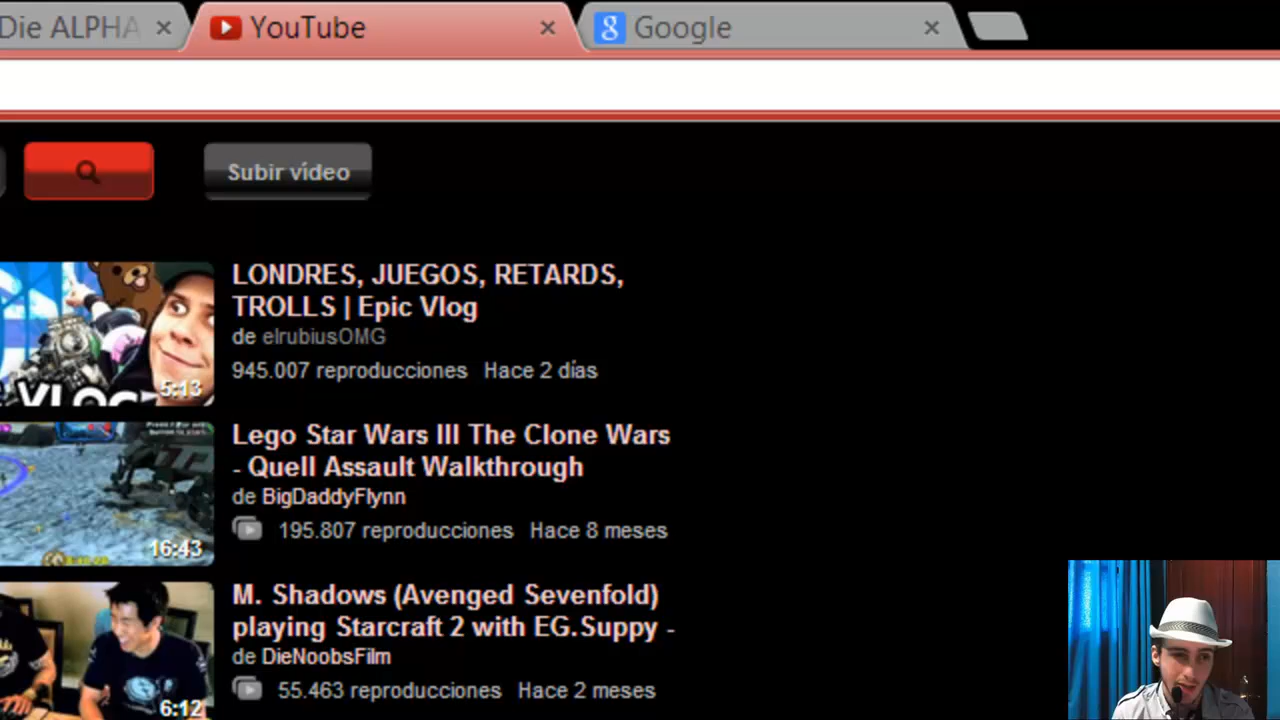 Die ALPHA
YouTube
Google
Subir vídeo
LONDRES, JUEGOS, RETARDS,
TROLLS | Epic Vlog
de elrubiusOMG
945.007 reproducciones Hace 2 días
5:13
Lego Star Wars III The Clone Wars
- Quell Assault Walkthrough
de BigDaddyFlynn
195.807 reproducciones Hace 8 meses
16:43
M. Shadows (Avenged Sevenfold)
playing Starcraft 2 with EG.Suppy -
de DieNoobsFilm
55.463 reproducciones Hace 2 meses
6:12